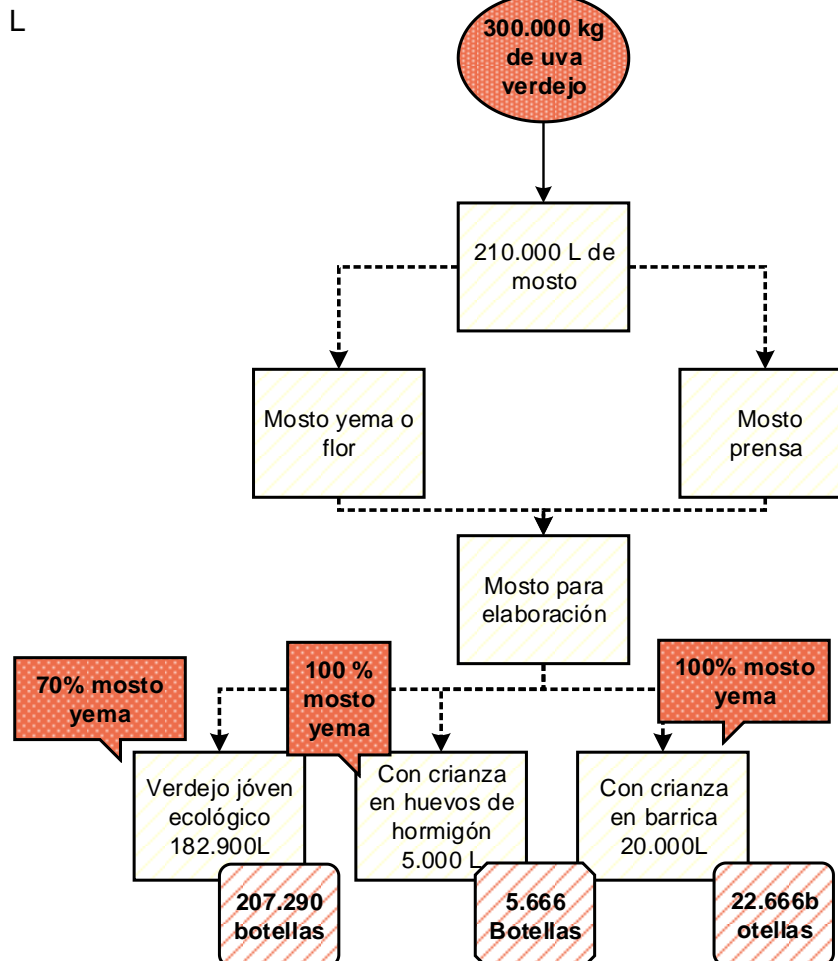 L
300.000 kg
de uva
verdejo
210.000 L de
mosto
Mosto yema o
flor
Mosto
prensa
Mosto para
elaboración
70% mosto
yema
100 %
mosto
yema
100% mosto
yema
Verdejo jóven
ecológico
182.900L
Con crianza
en huevos de
hormigón
5.000 L
Con crianza
en barrica
20.000L
207.290
botellas
5.666
Botellas
22.666b
otellas